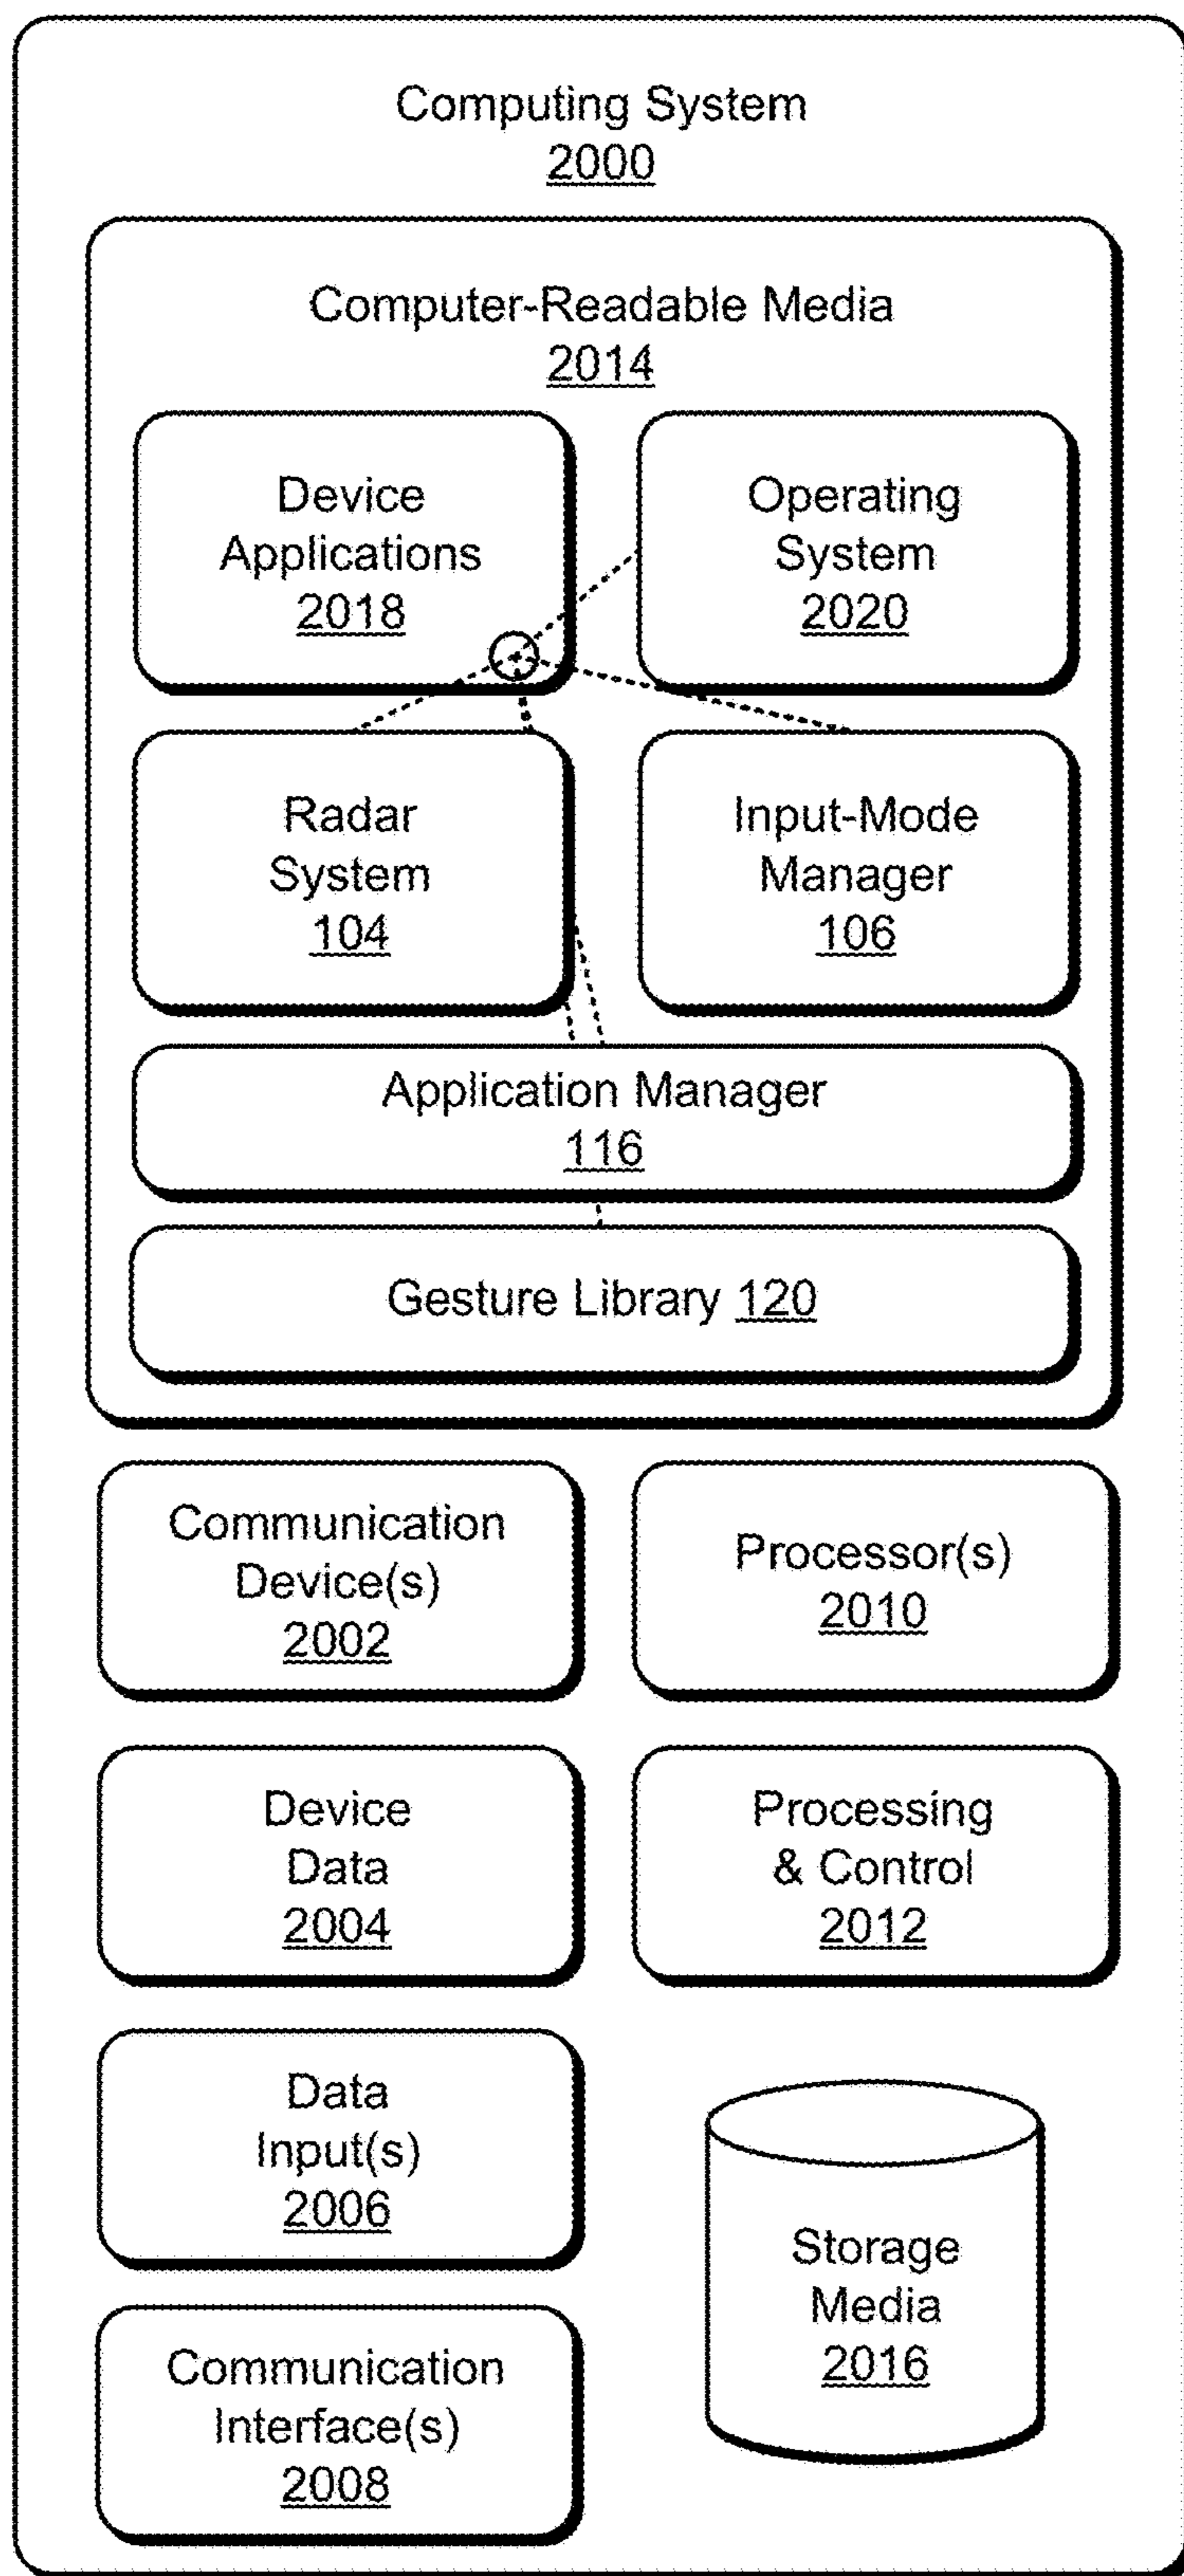 Computing System
2000
Computer-Readable Media
2014
Device
Applications
2018
Operating
System
2020
Radar
System
104
Input-Mode
Manager
106
Application Manager
116
Gesture Library 120
Communication
Device(s)
2002
Processor(s)
2010
Device
Data
2004
Processing
& Control
2012
Data
Input(s)
2006
Storage
Media
2016
Communication
Interface(s)
2008